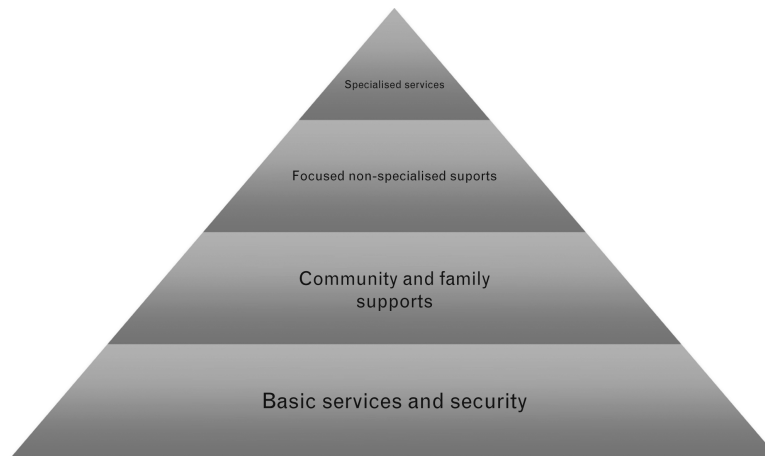 Specialised services
Focused non-specialised suports
Community and family
supports
Basic services and security